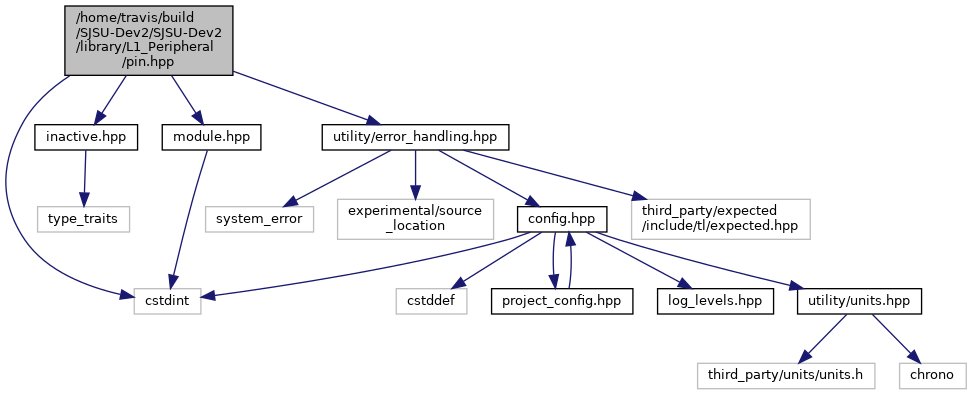 /home/travis/build
/SJSU-Dev2/SJSU-Dev2
/library/L1_Peripheral
/pin.hpp
inactive.hpp
module.hpp
utility/error_handling.hpp
type_traits
system_error
experimental/source
_location
config.hpp
third_party/expected
/include/tl/expected.hpp
cstdint
cstddef
project_config.hpp
log_levels.hpp
utility/units.hpp
third_party/units/units.h
chrono